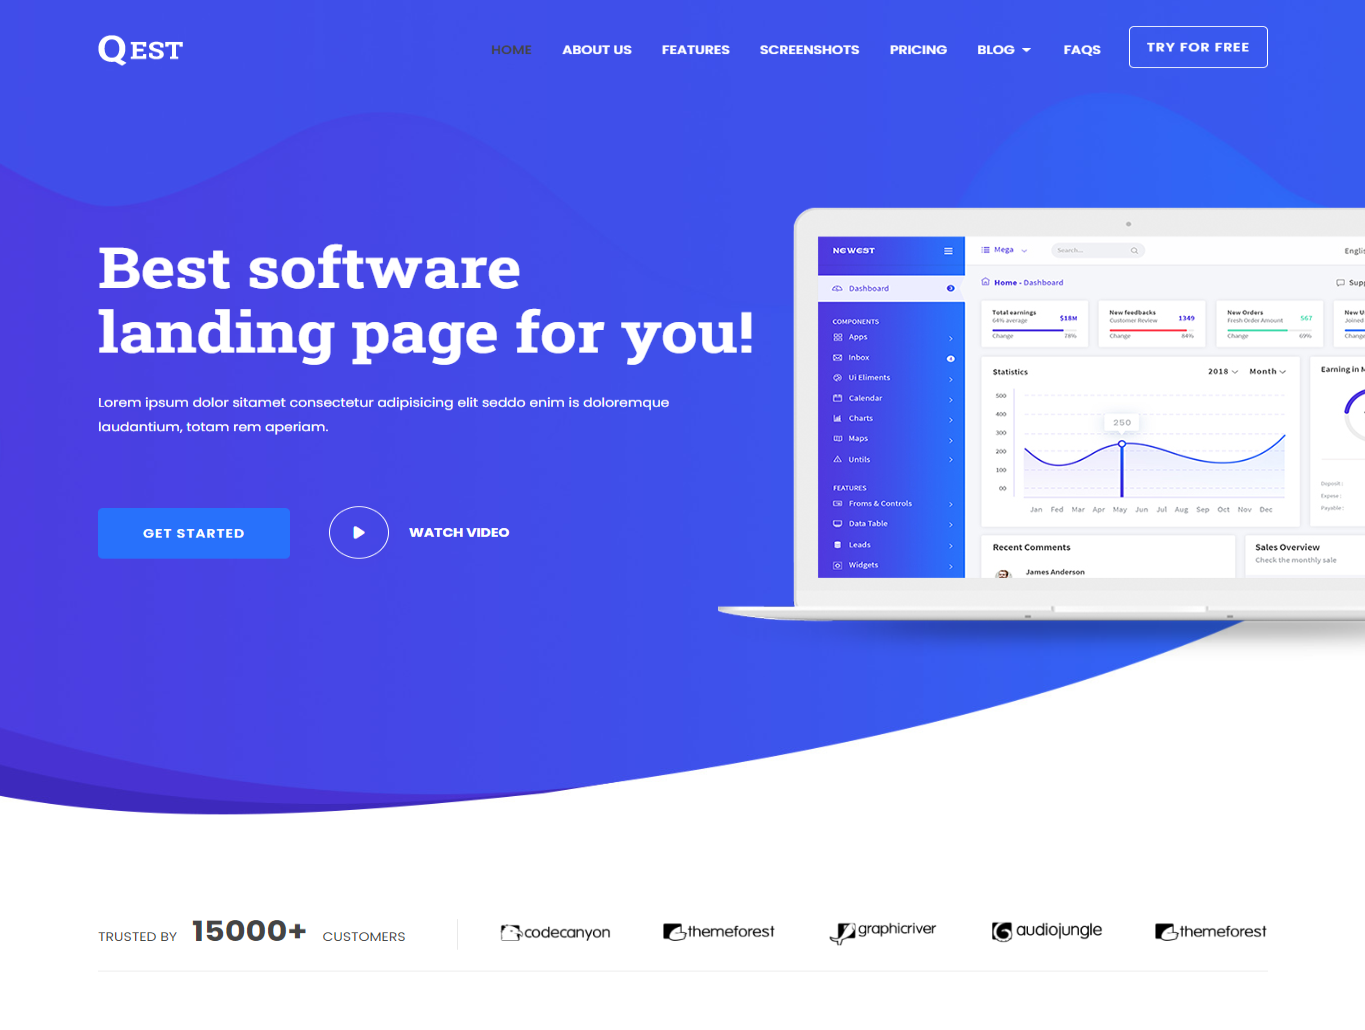 QEST
HOME ABOUT US FEATURES SCREENSHOTS PRICING BLOG FAQS TRY FOR FREE
Best software
landing page for you!
Lorem ipsum dolor sitamet consectetur adipisicing elit seddo enim is doloremque
laudantium, totam rem aperiam.
GET STARTED
WATCH VIDEO
NEWEST
Mega
Search...
Englis
Dashboard
Home - Dashboard
Supp
COMPONENTS
Apps
Inbox
Ui Eliments
Calendar
Charts
Maps
Untils
FEATURES
Froms & Controls
Data Table
Leads
Widgets
Total earnings
64% average
$18M
Change
78%
New feedbacks
Customer Review
1349
Change
84%
New Orders
Fresh Order Amount
567
Change
69%
New U
Joined
Statistics
2018
Month
500
400
300
200
100
00
250
Jan Feb Mar Apr May Jun Jul Aug Sep Oct Nov Dec
Earning in M
Deposit :
Expose :
Payable :
Recent Comments
James Anderson
Sales Overview
Check the monthly sale
TRUSTED BY 15000+ CUSTOMERS
codecanyon
themeforest
graphicriver
audiojungle
themeforest